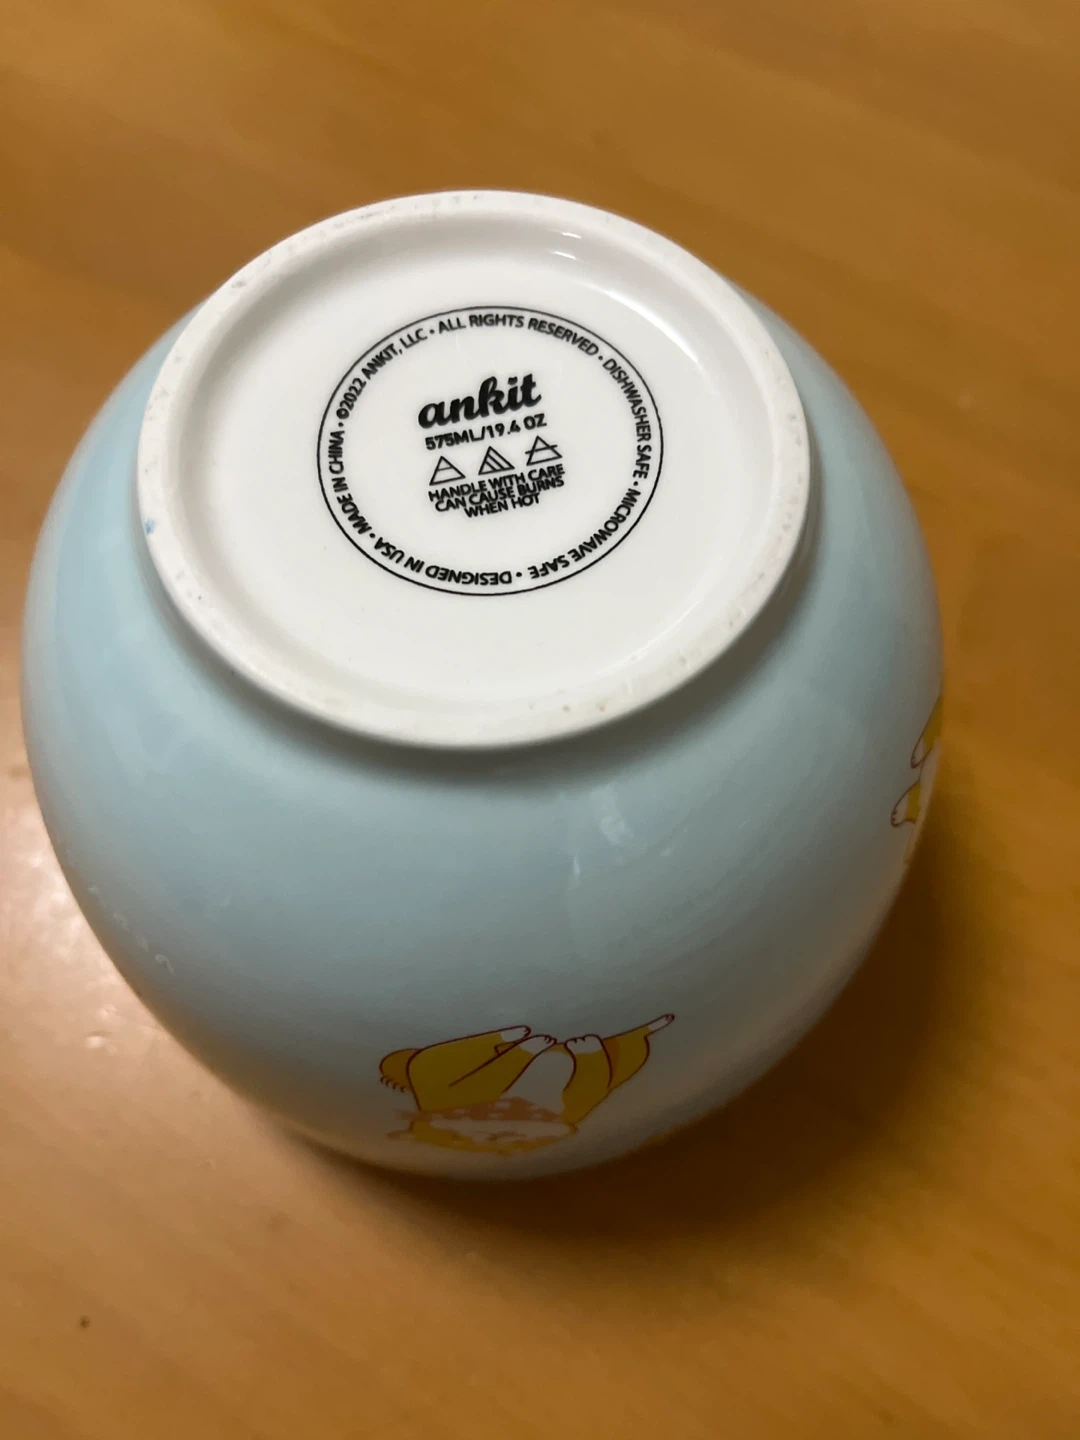 ©2022 ANKIT, LLC • ALL RIGHTS RESERVED • DISHWASHER SAFE • MICROWAVE SAFE • DESIGNED IN USA • MADE IN CHINA •
ankit
575ML/19.4 OZ
HANDLE WITH CARE
CAN CAUSE BURNS
WHEN HOT